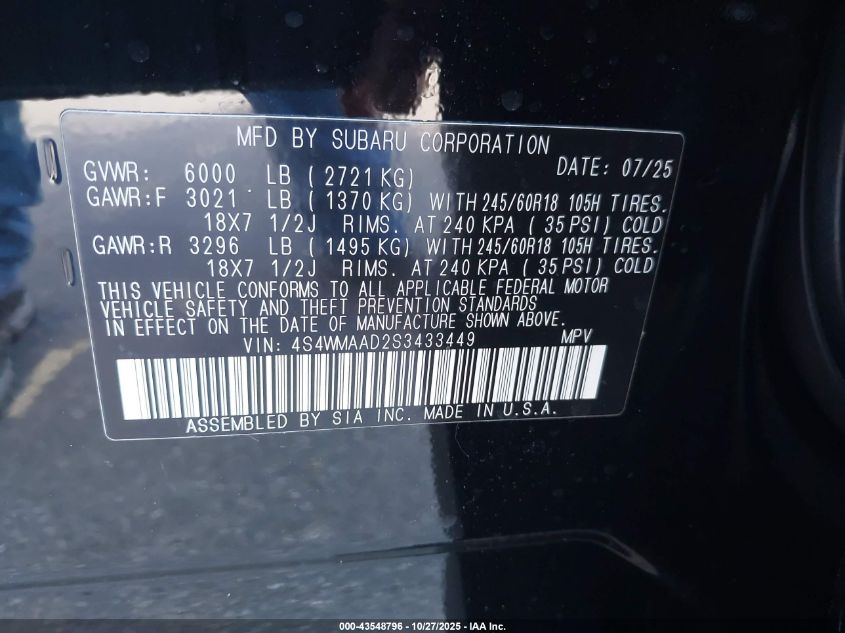 MFD BY SUBARU CORPORATION
GVWR: 6000 LB ( 2721 KG) DATE: 07/25
GAWR:F 3021 LB ( 1370 KG) WITH 245/60R18 105H TIRES.
18X7 1/2J RIMS. AT 240 KPA ( 35 PSI) COLD
GAWR:R 3296 LB ( 1495 KG) WITH 245/60R18 105H TIRES.
18X7 1/2J RIMS. AT 240 KPA ( 35 PSI) COLD
THIS VEHICLE CONFORMS TO ALL APPLICABLE FEDERAL MOTOR
VEHICLE SAFETY AND THEFT PREVENTION STANDARDS
IN EFFECT ON THE DATE OF MANUFACTURE SHOWN ABOVE.
VIN: 4S4WMAAD2S3433449 MPV
ASSEMBLED BY SIA INC. MADE IN U.S.A.
000-43548796 - 10/27/2025 - IAA Inc.